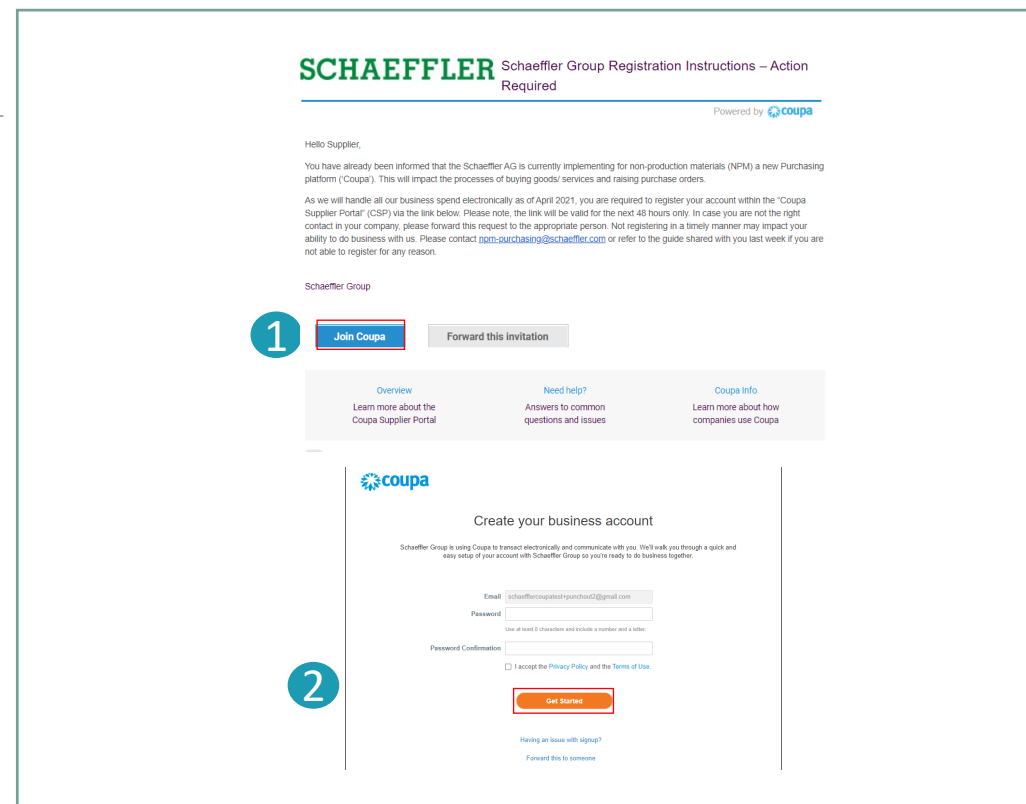 SCHAEFFLER
Schaeffler Group Registration Instructions – Action
Required
Powered by coupa
Hello Supplier,
You have already been informed that the Schaeffler AG is currently implementing for non-production materials (NPM) a new Purchasing
platform ('Coupa'). This will impact the processes of buying goods/ services and raising purchase orders.
As we will handle all our business spend electronically as of April 2021, you are required to register your account within the "Coupa
Supplier Portal" (CSP) via the link below. Please note, the link will be valid for the next 48 hours only. In case you are not the right
contact in your company, please forward this request to the appropriate person. Not registering in a timely manner may impact your
ability to do business with us. Please contact npm-purchasing@schaeffler.com or refer to the guide shared with you last week if you are
not able to register for any reason.
Schaeffler Group
1
Join Coupa
Forward this invitation
Overview
Learn more about the
Coupa Supplier Portal
Need help?
Answers to common
questions and issues
Coupa Info
Learn more about how
companies use Coupa
coupa
Create your business account
Schaeffler Group is using Coupa to transact electronically and communicate with you. We'll walk you through a quick and
easy setup of your account with Schaeffler Group so you're ready to do business together.
Email schaefflercoupatest+punchout2@gmail.com
Password
Use at least 8 characters and include a number and a letter.
Password Confirmation
I accept the Privacy Policy and the Terms of Use.
2
Get Started
Having an issue with signup?
Forward this to someone